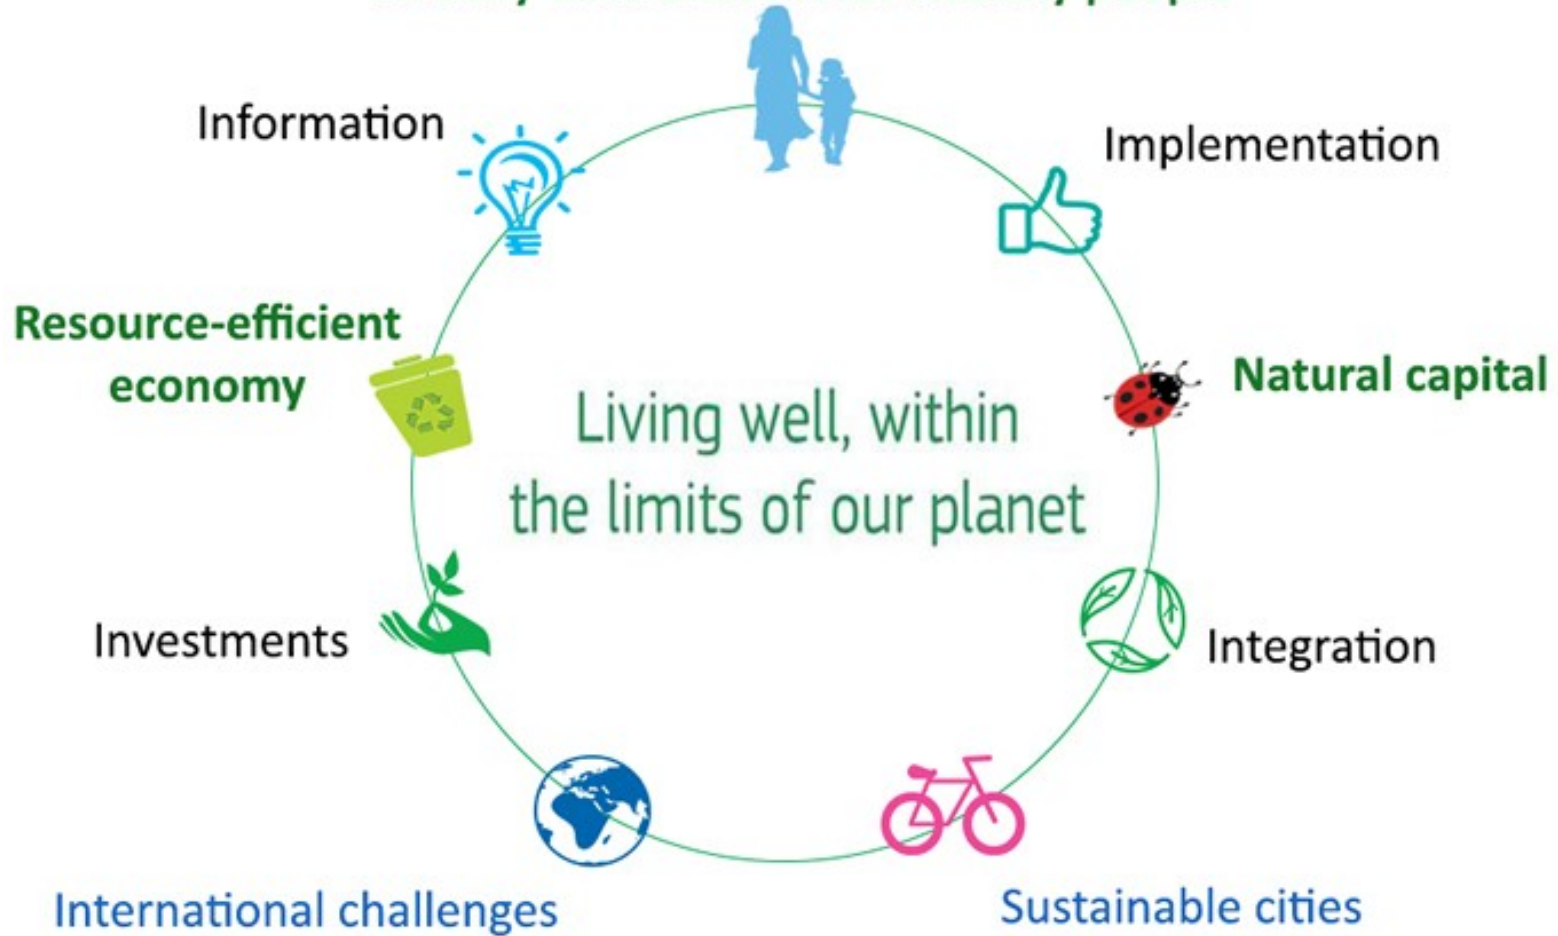 Information
Implementation
Resource-efficient
economy
Natural capital
Living well, within
the limits of our planet
Investments
Integration
International challenges
Sustainable cities